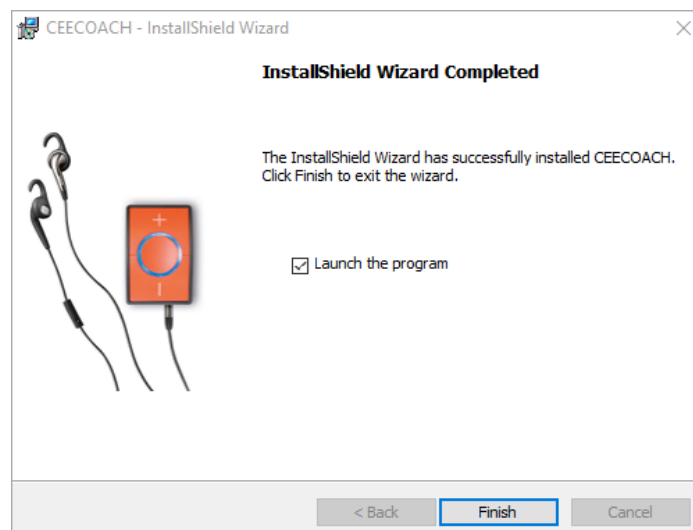 CEECOACH - InstallShield Wizard
InstallShield Wizard Completed
The InstallShield Wizard has successfully installed CEECOACH.
Click Finish to exit the wizard.
Launch the program
< Back
Finish
Cancel